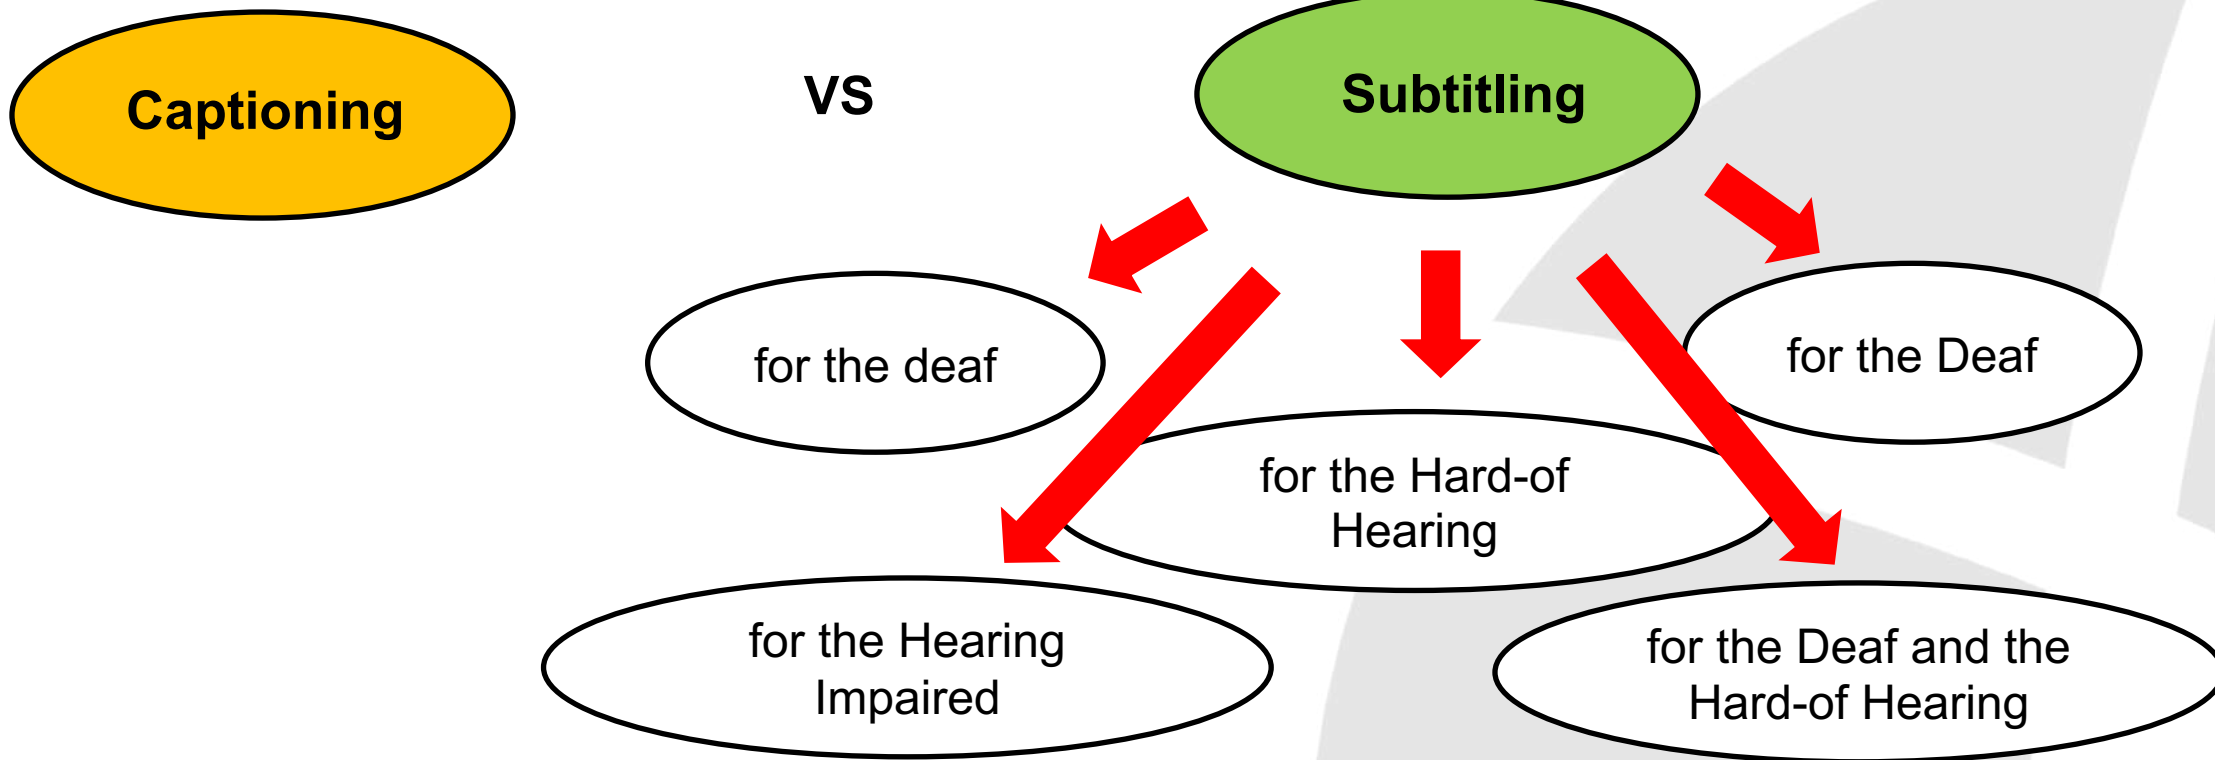 Captioning
VS
Subtitling
for the deaf
for the Deaf
for the Hard-of
Hearing
for the Hearing
Impaired
for the Deaf and the
Hard-of Hearing